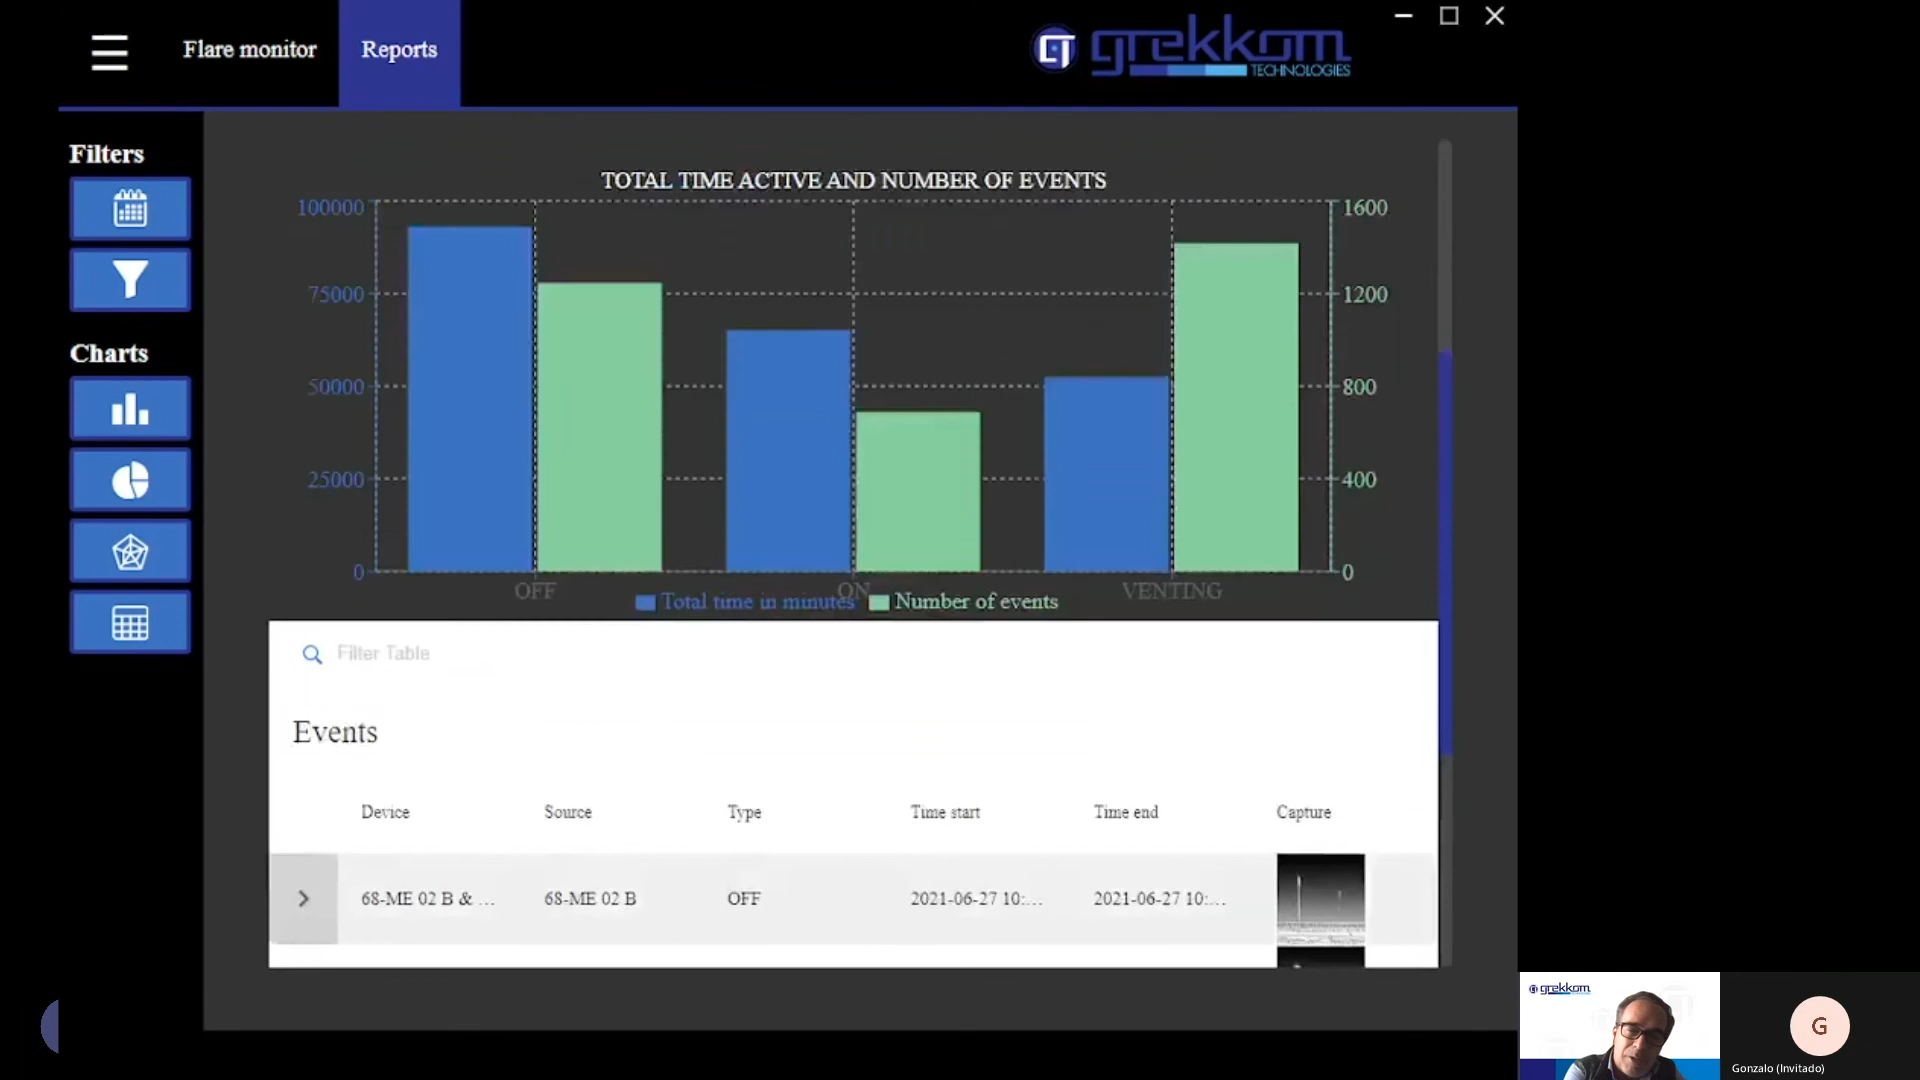 Flare monitor
Reports
grekkom
TECHNOLOGIES
Filters
Charts
TOTAL TIME ACTIVE AND NUMBER OF EVENTS
100000
75000
50000
25000
0
1600
1200
800
400
0
OFF
ON
VENTING
Total time in minutes
Number of events
Filter Table
Events
Device Source Type Time start Time end Capture
68-ME 02 B & ... 68-ME 02 B OFF 2021-06-27 10:... 2021-06-27 10:...
grekkom
G
Gonzalo (Invitado)